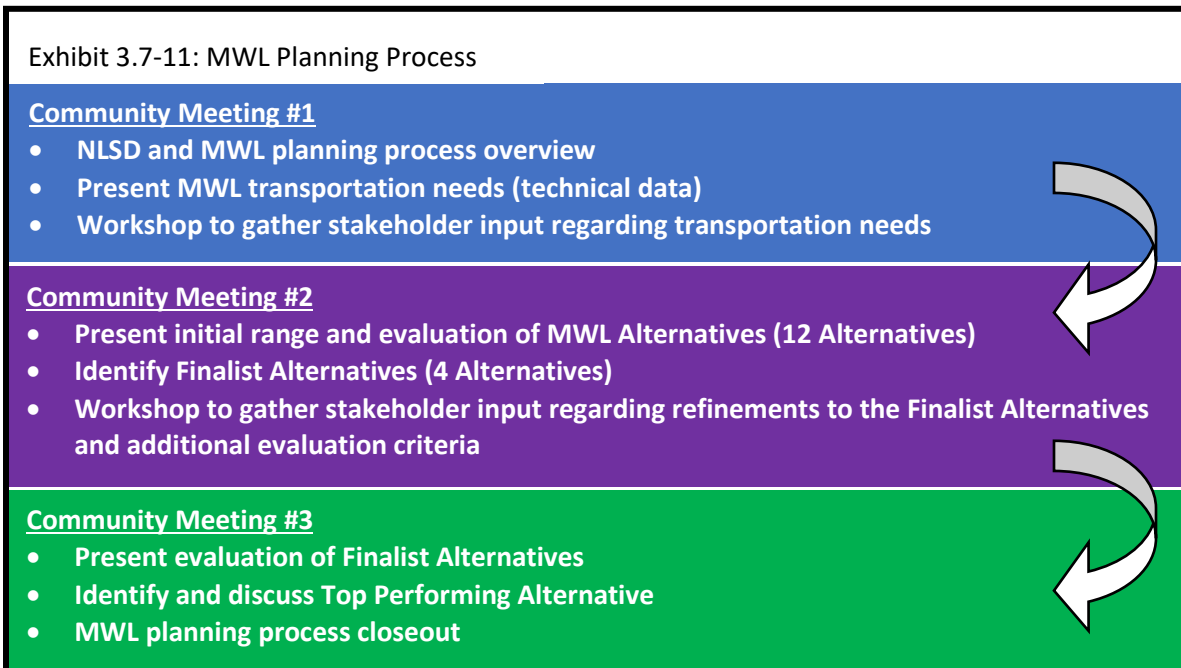 Exhibit 3.7-11: MWL Planning Process
Community Meeting #1
• NLSD and MWL planning process overview
• Present MWL transportation needs (technical data)
• Workshop to gather stakeholder input regarding transportation needs
Community Meeting #2
• Present initial range and evaluation of MWL Alternatives (12 Alternatives)
• Identify Finalist Alternatives (4 Alternatives)
• Workshop to gather stakeholder input regarding refinements to the Finalist Alternatives
and additional evaluation criteria
Community Meeting #3
• Present evaluation of Finalist Alternatives
• Identify and discuss Top Performing Alternative
• MWL planning process closeout